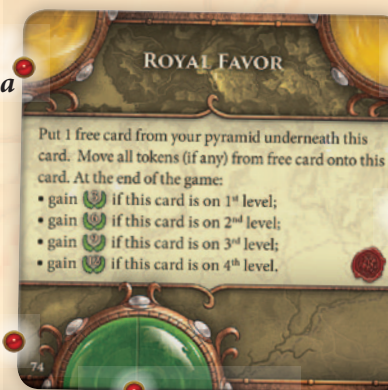 a
ROYAL FAVOR
Put 1 free card from your pyramid underneath this
card. Move all tokens (if any) from free card onto this
card. At the end of the game:
• gain if this card is on 1st level;
• gain if this card is on 2nd level;
• gain if this card is on 3rd level;
• gain if this card is on 4th level.
74